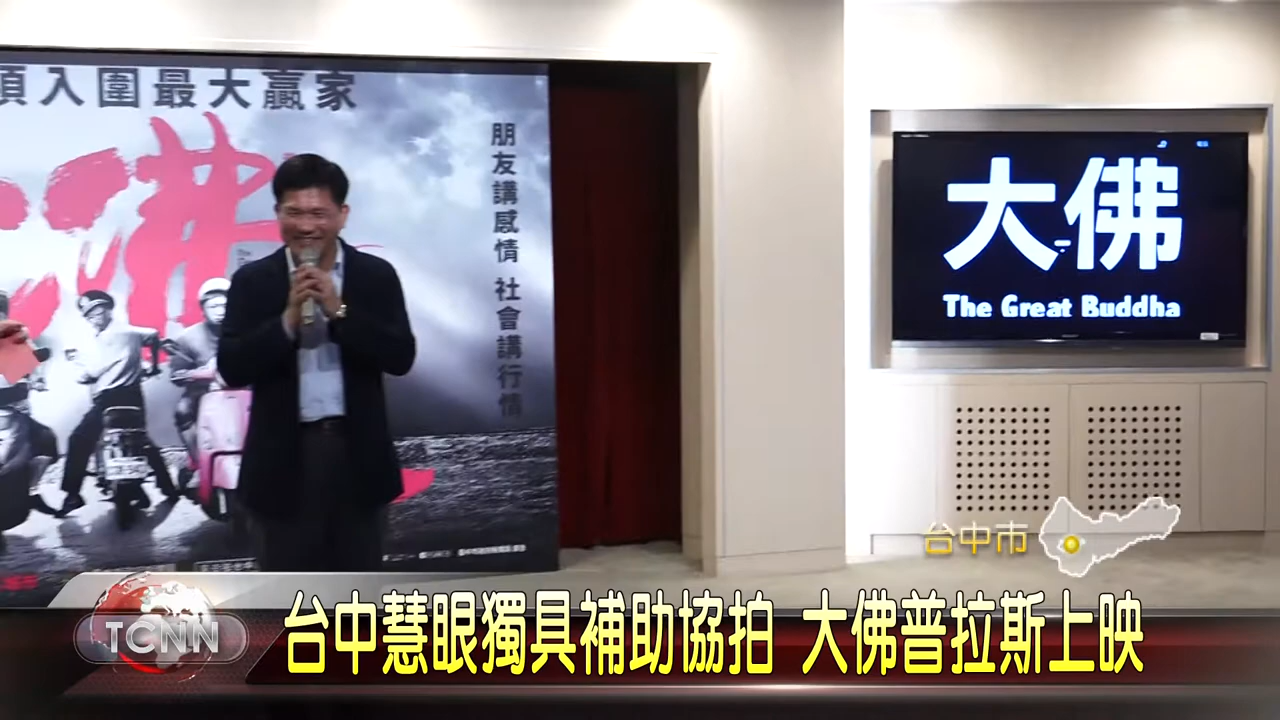 項入圍最大贏家
佛
朋友講感情 社會講行情
大佛
The Great Buddha
台中市
TCNN
台中慧眼獨具補助協拍 大佛普拉斯上映